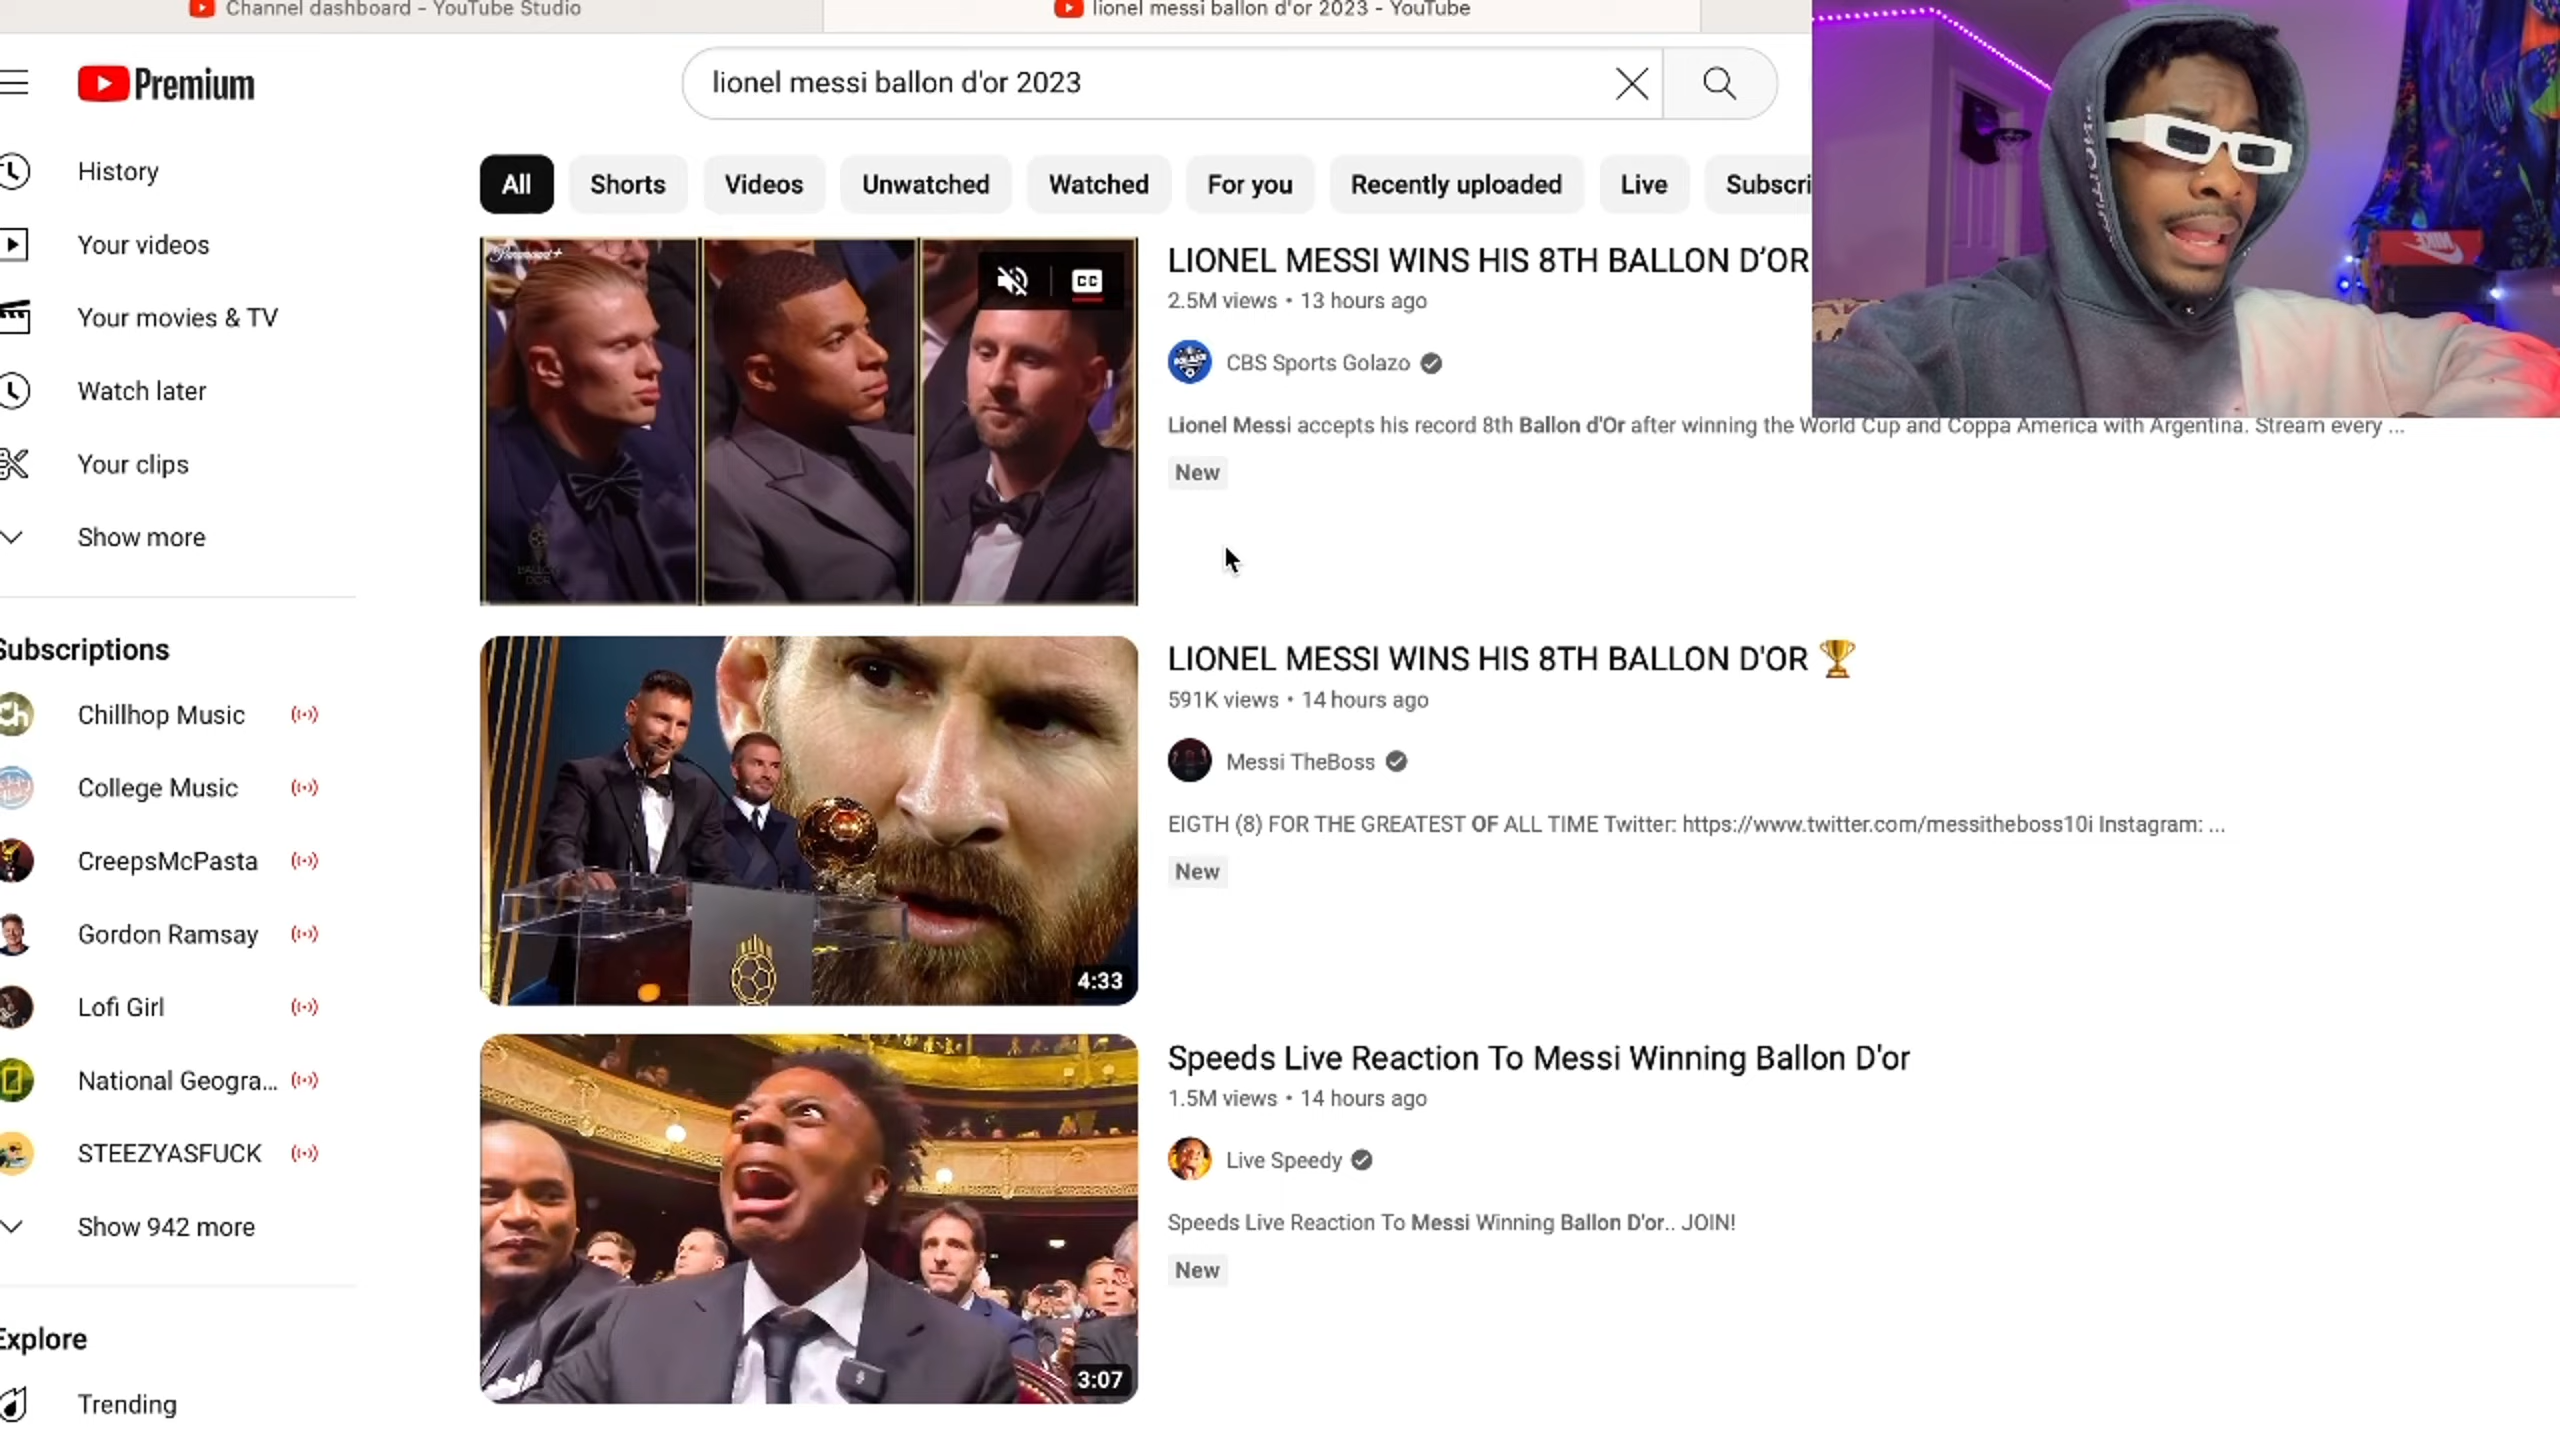 Channel dashboard - YouTube Studio
lionel messi ballon d'or 2023 - YouTube
Premium
lionel messi ballon d'or 2023
History
Your videos
Your movies & TV
Watch later
Your clips
Show more
Subscriptions
Chillhop Music
College Music
CreepsMcPasta
Gordon Ramsay
Lofi Girl
National Geogra...
STEEZYASFUCK
Show 942 more
Explore
Trending
All
Shorts
Videos
Unwatched
Watched
For you
Recently uploaded
Live
Subscri
Paramount+
CC
BALLON
D'OR
LIONEL MESSI WINS HIS 8TH BALLON D’OR
2.5M views • 13 hours ago
CBS Sports Golazo
Lionel Messi accepts his record 8th Ballon d'Or after winning the World Cup and Coppa America with Argentina. Stream every ...
New
4:33
LIONEL MESSI WINS HIS 8TH BALLON D'OR 🏆
591K views • 14 hours ago
Messi TheBoss
EIGTH (8) FOR THE GREATEST OF ALL TIME Twitter: https://www.twitter.com/messitheboss10i Instagram: ...
New
3:07
Speeds Live Reaction To Messi Winning Ballon D'or
1.5M views • 14 hours ago
Live Speedy
Speeds Live Reaction To Messi Winning Ballon D'or.. JOIN!
New
NIKE